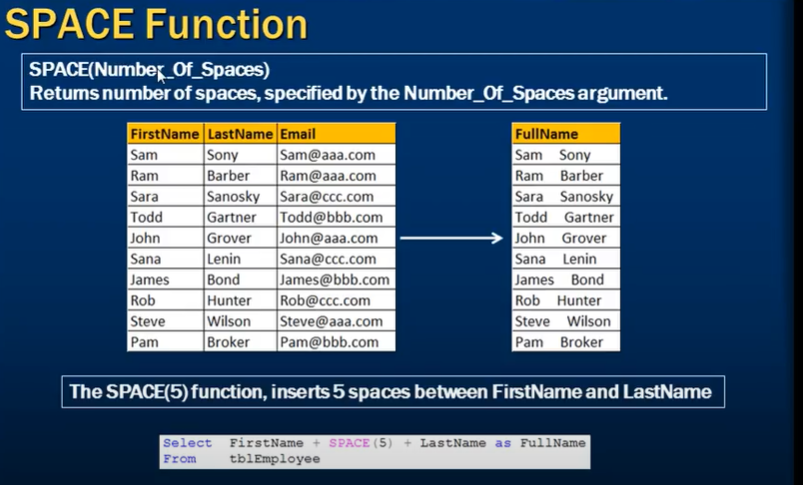 SPACE Function
SPACE(Number_Of_Spaces)
Returns number of spaces, specified by the Number_Of_Spaces argument.
FirstName LastName Email
Sam Sony Sam@aaa.com
Ram Barber Ram@aaa.com
Sara Sanosky Sara@ccc.com
Todd Gartner Todd@bbb.com
John Grover John@aaa.com
Sana Lenin Sana@ccc.com
James Bond James@bbb.com
Rob Hunter Rob@ccc.com
Steve Wilson Steve@aaa.com
Pam Broker Pam@bbb.com
FullName
Sam     Sony
Ram     Barber
Sara     Sanosky
Todd     Gartner
John     Grover
Sana     Lenin
James     Bond
Rob     Hunter
Steve     Wilson
Pam     Broker
The SPACE(5) function, inserts 5 spaces between FirstName and LastName
Select FirstName + SPACE(5) + LastName as FullName
From tblEmployee